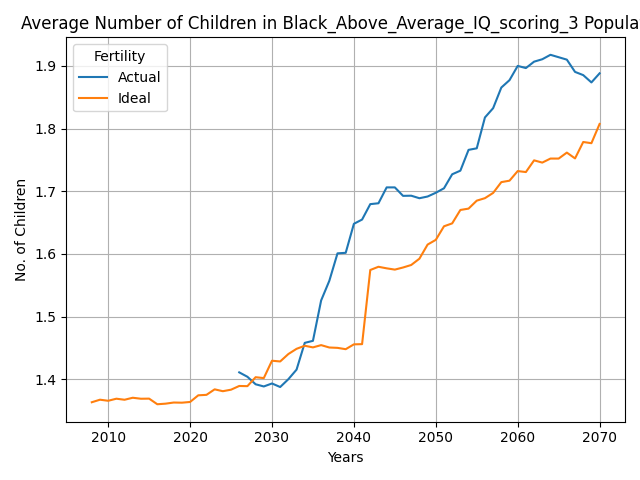 Average Number of Children in Black_Above_Average_IQ_scoring_3 Popula
Fertility
Actual
Ideal
1.9
1.8
1.7
1.6
1.5
1.4
No. of Children
2010 2020 2030 2040 2050 2060 2070
Years